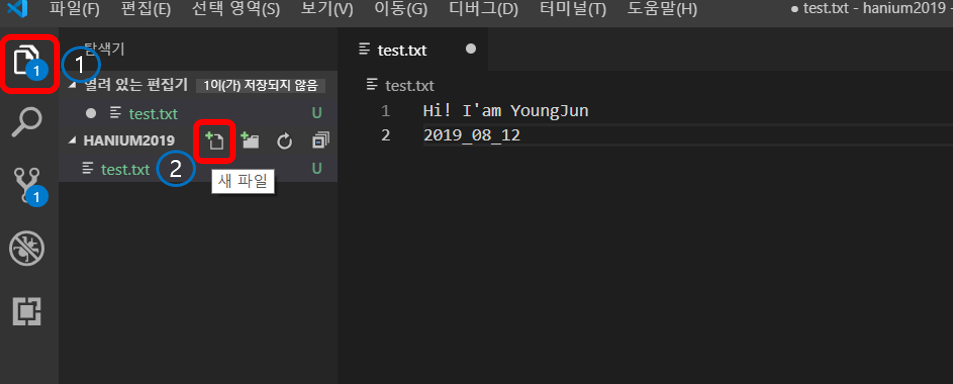 파일(F) 편집(E) 선택 영역(S) 보기(V) 이동(G) 디버그(D) 터미널(T) 도움말(H) ● test.txt - hanium2019 -
1
1
탐색기
열려 있는 편집기 1이(가) 저장되지 않음
test.txt U
HANIUM2019
test.txt 2 U
새 파일
1
test.txt
test.txt
1 Hi! I'am YoungJun
2 2019_08_12